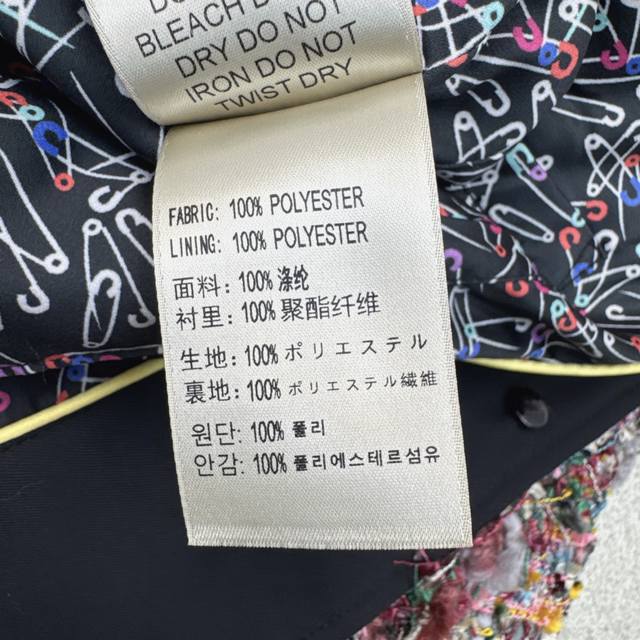 BLEACH D
DRY DO NOT
IRON DO NOT
TWIST DRY
FABRIC: 100% POLYESTER
LINING: 100% POLYESTER
面料: 100% 涤纶
衬里: 100% 聚酯纤维
生地: 100% ポリエステル
裏地: 100% ポリエステル繊維
원단: 100% 폴리
안감: 100% 폴리에스테르섬유